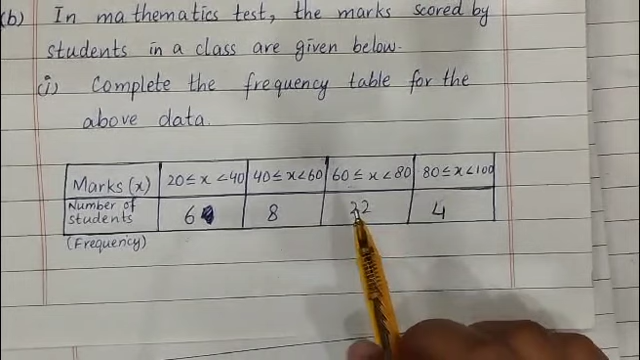 (b) In mathematics test, the marks scored by
students in a class are given below.
(i) Complete the frequency table for the
above data.
Marks (x) 20 ≤ x < 40 40 ≤ x < 60 60 ≤ x < 80 80 ≤ x < 100
Number of
students 6 8 32 4
(Frequency)